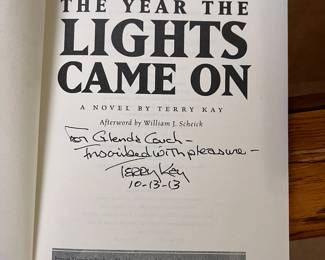 THE YEAR THE
LIGHTS
CAME ON
A NOVEL BY TERRY KAY
Afterword by William J. Scheick
For Glenda Couch—
Inscribed with pleasure—
Terry Kay
10-13-13